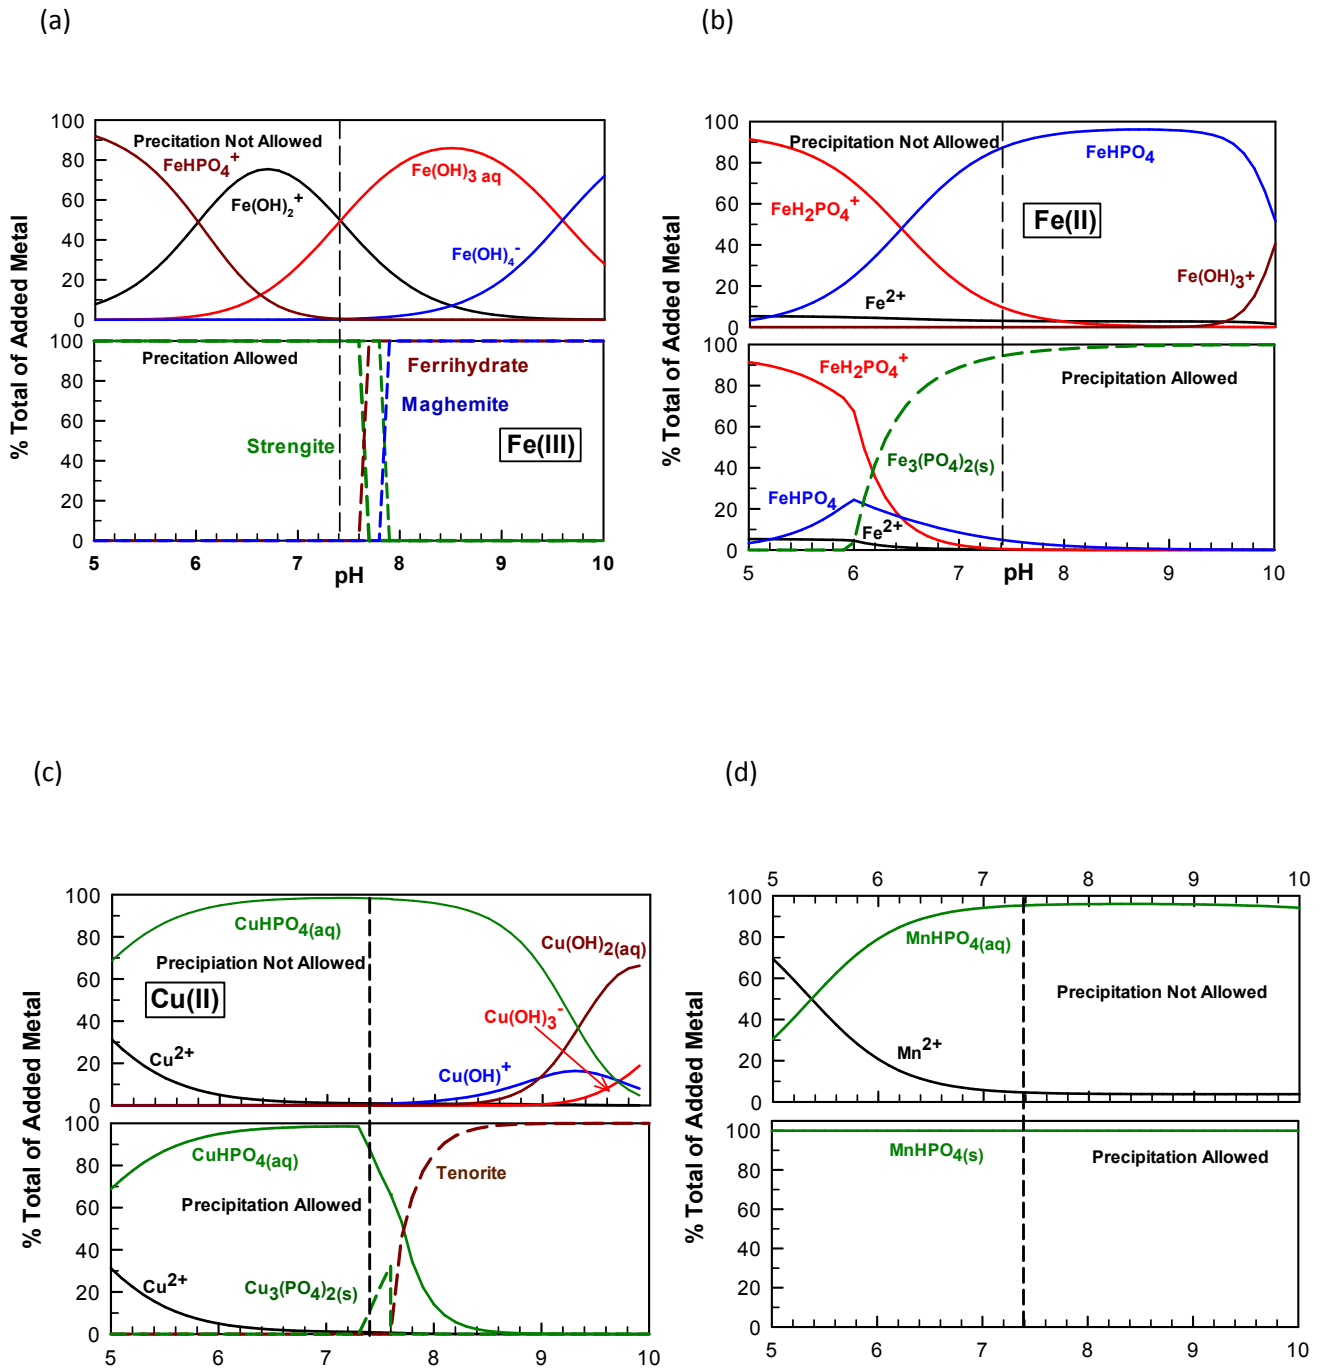 (a)
(b)
100
80
60
40
20
0
Precitation Not Allowed
FeHPO4+
Fe(OH)2+
Fe(OH)3 aq
Fe(OH)4-
100
80
60
40
20
0
Precitation Allowed
Ferrihydrate
Maghemite
Strengite
Fe(III)
5 6 7 8 9 10
pH
% Total of Added Metal
100
80
60
40
20
0
Precipitation Not Allowed
FeHPO4
FeH2PO4+
Fe(II)
Fe(OH)3+
Fe2+
100
80
60
40
20
0
FeH2PO4+
Precipitation Allowed
Fe3(PO4)2(s)
FeHPO4
Fe2+
5 6 7 8 9 10
pH
% Total of Added Metal
(c)
(d)
100
80
60
40
20
0
CuHPO4(aq)
Cu(OH)2(aq)
Precipiation Not Allowed
Cu(II)
Cu(OH)3-
Cu2+
Cu(OH)+
100
80
60
40
20
0
CuHPO4(aq)
Tenorite
Precipitation Allowed
Cu2+
Cu3(PO4)2(s)
5 6 7 8 9 10
% Total of Added Metal
5 6 7 8 9 10
100
80
60
40
20
0
MnHPO4(aq)
Precipitation Not Allowed
Mn2+
100
80
60
40
20
0
MnHPO4(s)
Precipitation Allowed
5 6 7 8 9 10
% Total of Added Metal